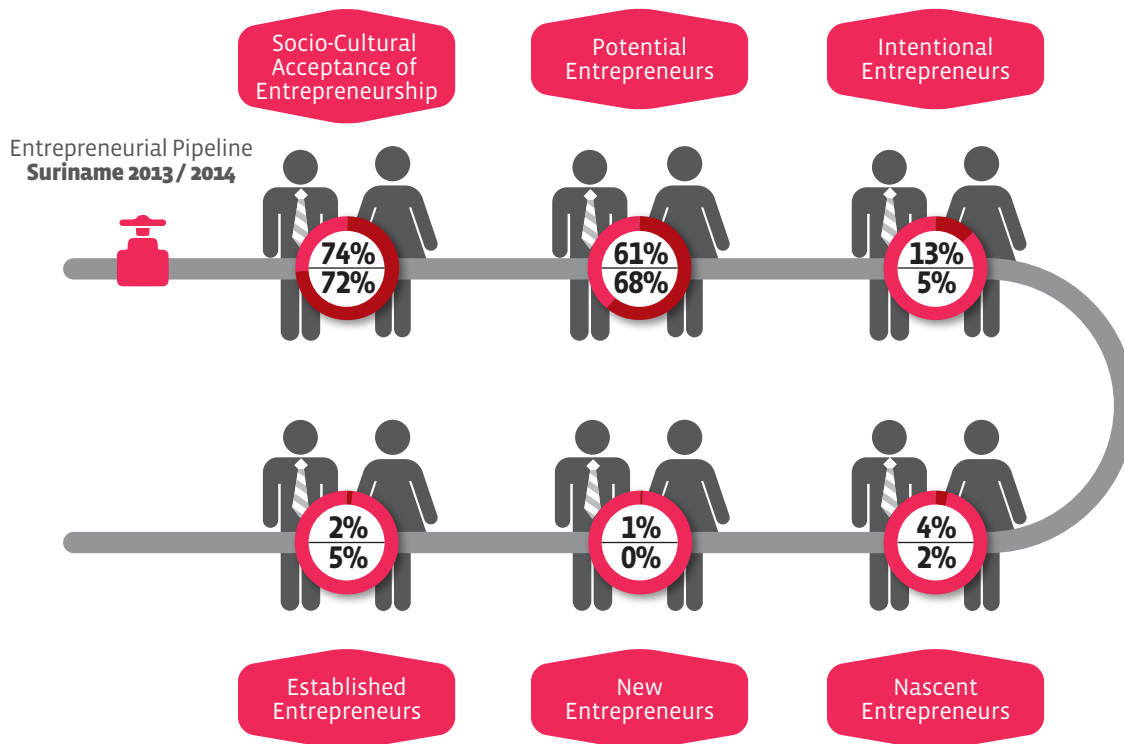 Socio-Cultural
Acceptance of
Entrepreneurship
Potential
Entrepreneurs
Intentional
Entrepreneurs
Entrepreneurial Pipeline
Suriname 2013 / 2014
74%
72%
61%
68%
13%
5%
2%
5%
1%
0%
4%
2%
Established
Entrepreneurs
New
Entrepreneurs
Nascent
Entrepreneurs